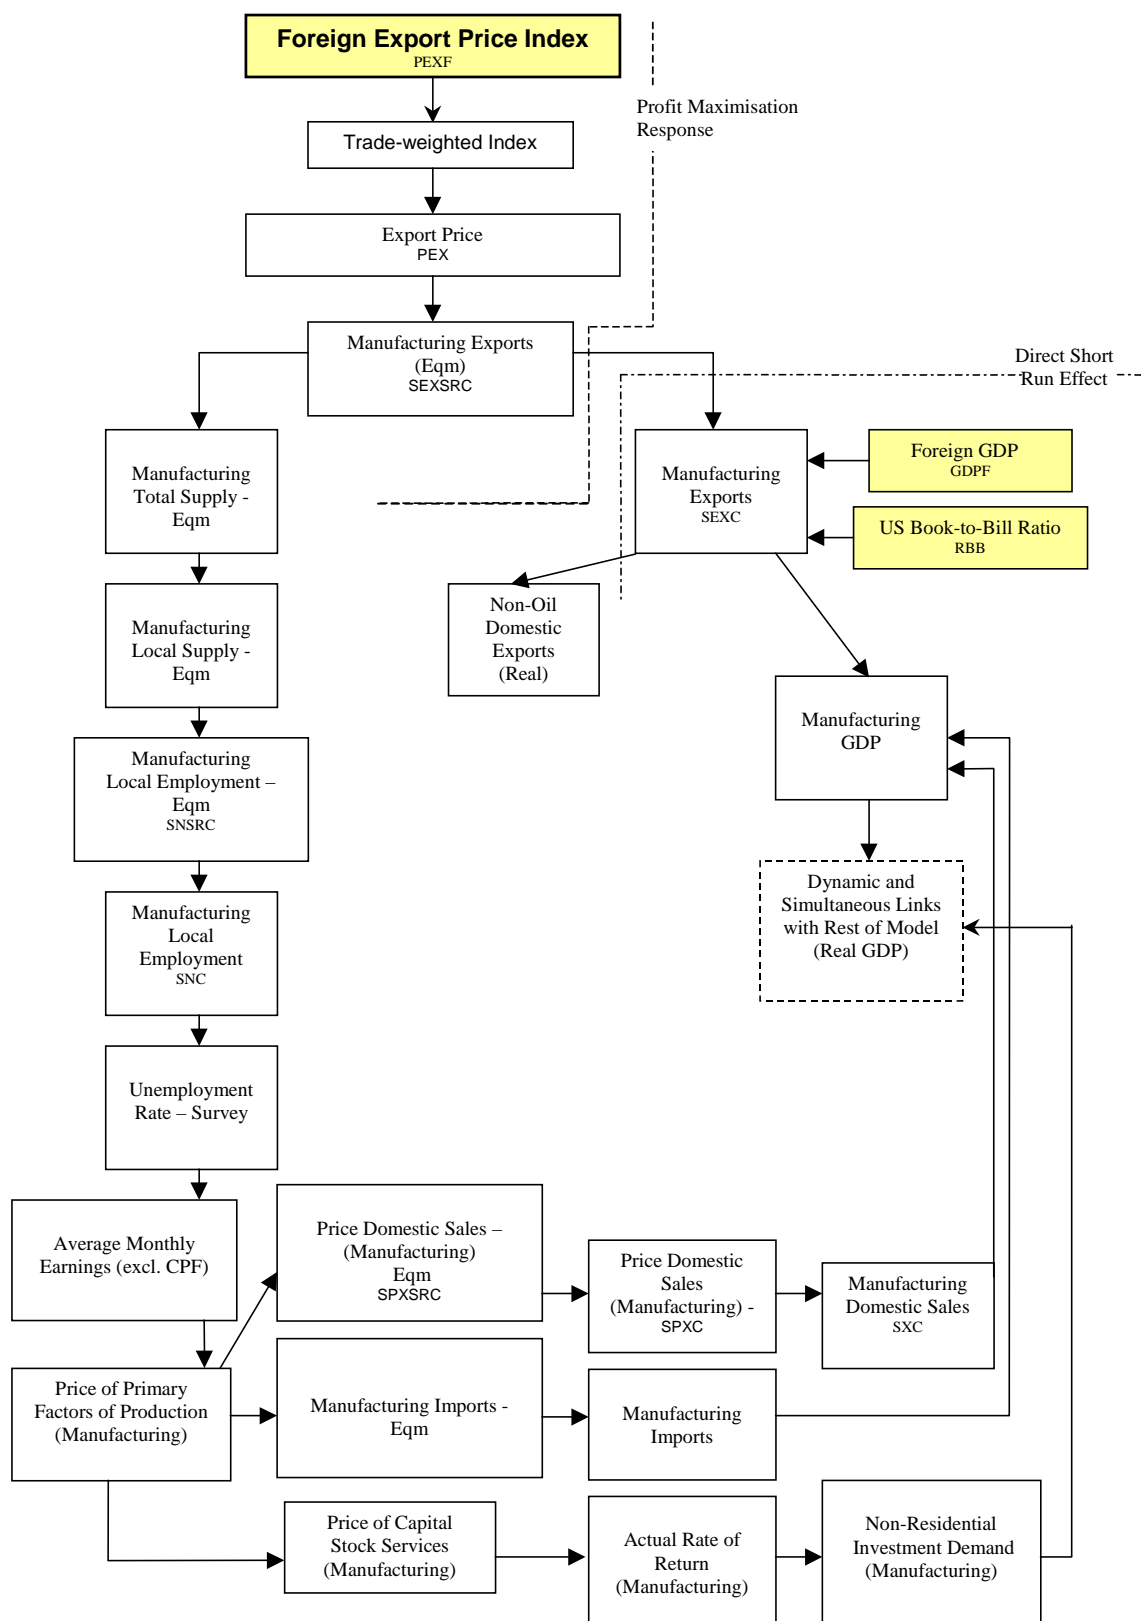 Foreign Export Price Index
PEXF
Profit Maximisation
Response
Trade-weighted Index
Export Price
PEX
Manufacturing Exports
(Eqm)
SEXSRC
Direct Short
Run Effect
Manufacturing
Total Supply -
Eqm
Manufacturing
Exports
SEXC
Foreign GDP
GDPF
US Book-to-Bill Ratio
RBB
Manufacturing
Local Supply -
Eqm
Non-Oil
Domestic
Exports
(Real)
Manufacturing
GDP
Manufacturing
Local Employment –
Eqm
SNSRC
Dynamic and
Simultaneous Links
with Rest of Model
(Real GDP)
Manufacturing
Local
Employment
SNC
Unemployment
Rate – Survey
Average Monthly
Earnings (excl. CPF)
Price Domestic Sales –
(Manufacturing)
Eqm
SPXSRC
Price Domestic
Sales
(Manufacturing) -
SPXC
Manufacturing
Domestic Sales
SXC
Price of Primary
Factors of Production
(Manufacturing)
Manufacturing Imports -
Eqm
Manufacturing
Imports
Price of Capital
Stock Services
(Manufacturing)
Actual Rate of
Return
(Manufacturing)
Non-Residential
Investment Demand
(Manufacturing)